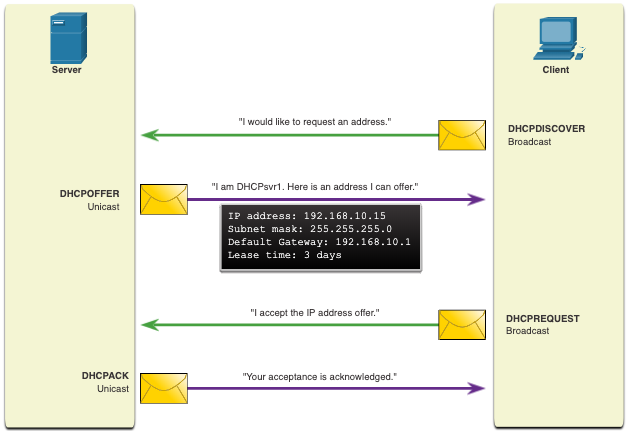 Server
Client
"I would like to request an address."
DHCPDISCOVER
Broadcast
DHCPOFFER
Unicast
"I am DHCPsvr1. Here is an address I can offer."
IP address: 192.168.10.15
Subnet mask: 255.255.255.0
Default Gateway: 192.168.10.1
Lease time: 3 days
"I accept the IP address offer."
DHCPREQUEST
Broadcast
DHCPACK
Unicast
"Your acceptance is acknowledged."